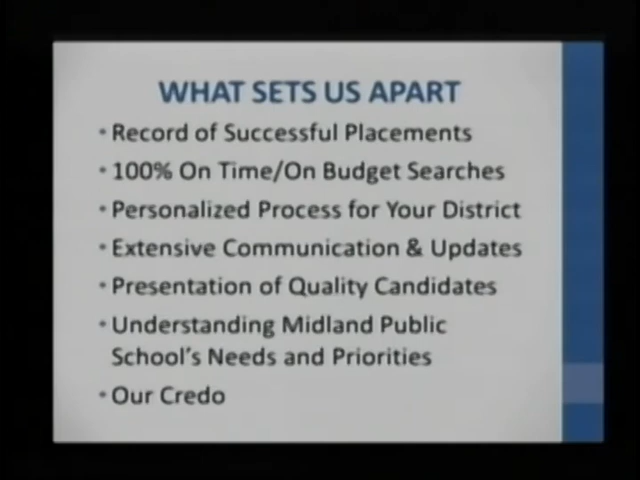 WHAT SETS US APART
• Record of Successful Placements
• 100% On Time/On Budget Searches
• Personalized Process for Your District
• Extensive Communication & Updates
• Presentation of Quality Candidates
• Understanding Midland Public
School's Needs and Priorities
• Our Credo